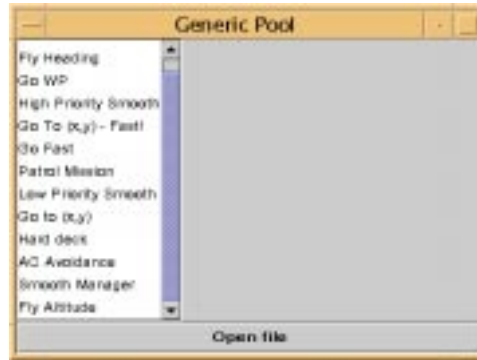 Generic Pool
Fly Heading
Go WP
High Priority Smooth
Go To (x,y) - Fast!
Go Fast
Patrol Mission
Low Priority Smooth
Go to (x,y)
Hard deck
AC Avoidance
Smooth Manager
Fly Altitude
Open file